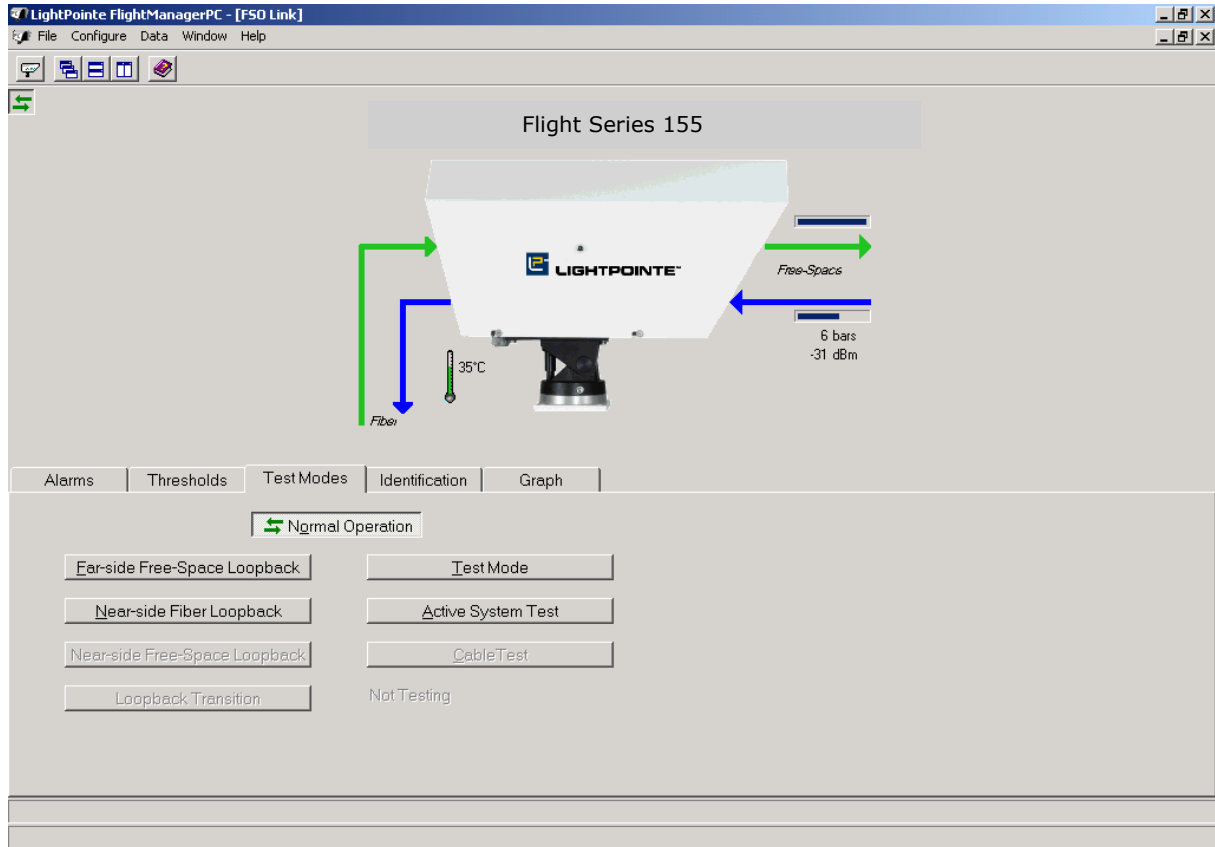 LightPointe FlightManagerPC - [FSO Link]
File Configure Data Window Help
Flight Series 155
LIGHTPOINTE
Free-Space
6 bars
-31 dBm
35°C
Fiber
Alarms Thresholds Test Modes Identification Graph
Normal Operation
Far-side Free-Space Loopback Test Mode
Near-side Fiber Loopback Active System Test
Near-side Free-Space Loopback CableTest
Loopback Transition Not Testing